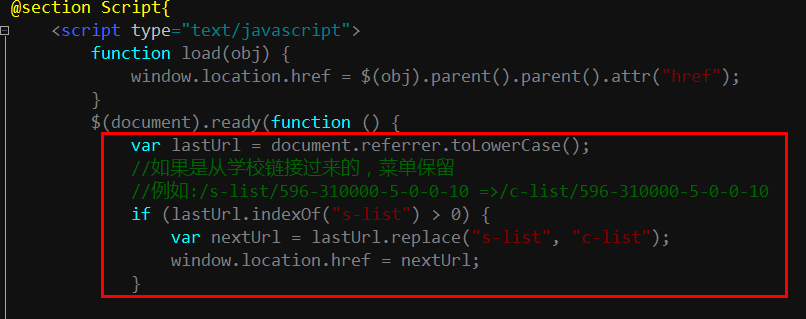 @section Script{
<script type="text/javascript">
function load(obj) {
window.location.href = $(obj).parent().parent().attr("href");
}
$(document).ready(function () {
var lastUrl = document.referrer.toLowerCase();
//如果是从学校链接过来的，菜单保留
//例如:/s-list/596-310000-5-0-0-10 =>/c-list/596-310000-5-0-0-10
if (lastUrl.indexOf("s-list") > 0) {
var nextUrl = lastUrl.replace("s-list", "c-list");
window.location.href = nextUrl;
}